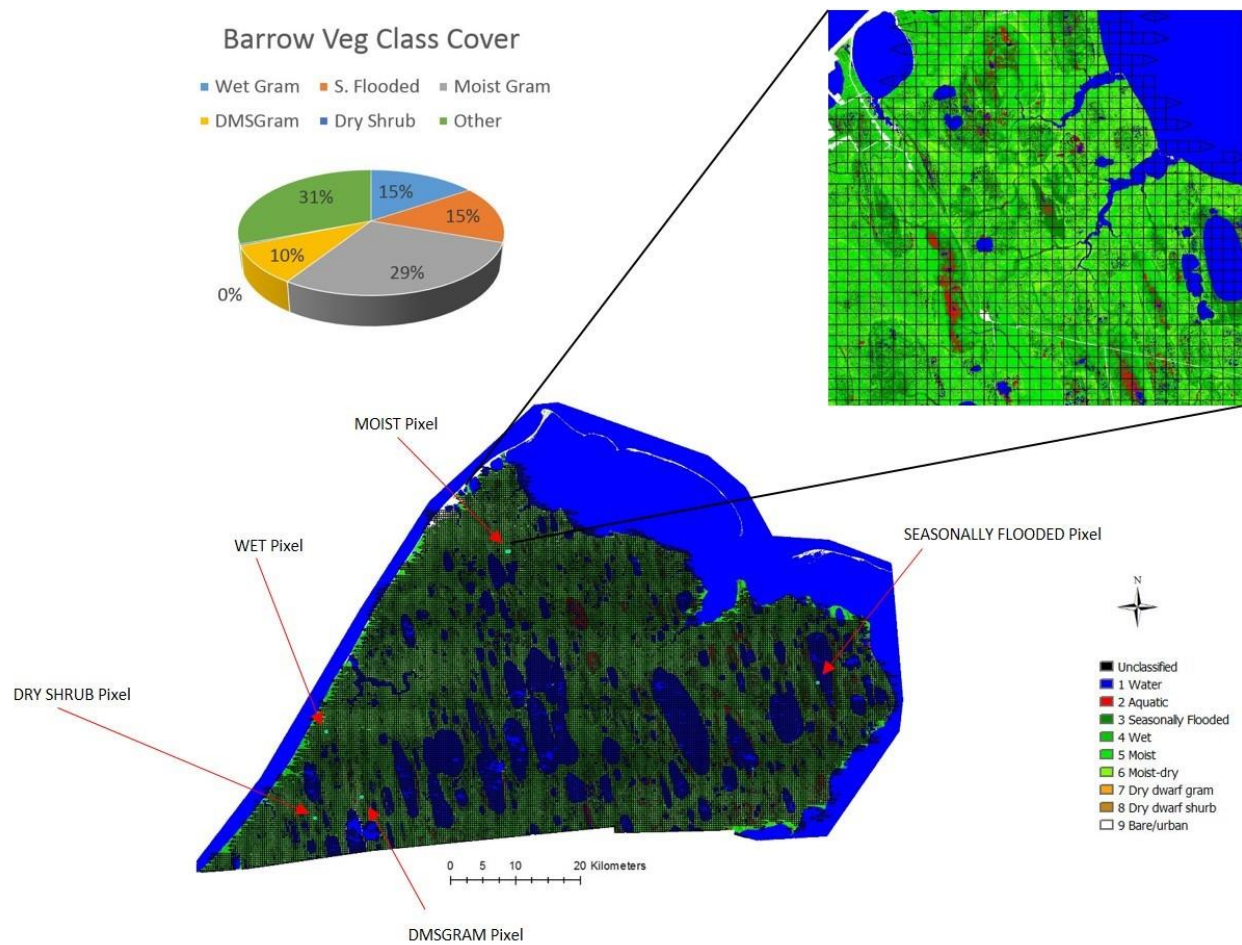 Barrow Veg Class Cover
Wet Gram S. Flooded Moist Gram
DMSGram Dry Shrub Other
31% 15%
15%
10%
29%
0%
MOIST Pixel
WET Pixel
SEASONALLY FLOODED Pixel
DRY SHRUB Pixel
DMSGRAM Pixel
N
Unclassified
1 Water
2 Aquatic
3 Seasonally Flooded
4 Wet
5 Moist
6 Moist-dry
7 Dry dwarf gram
8 Dry dwarf shurb
9 Bare/urban
0 5 10 20 Kilometers